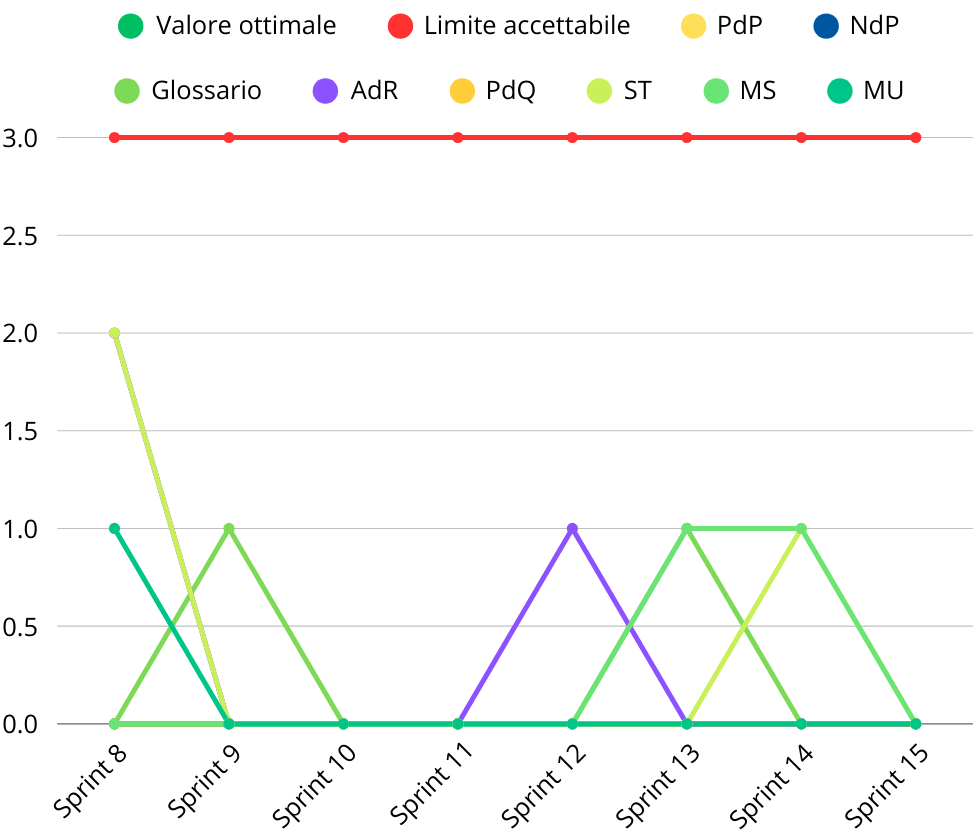 Valore ottimale Limite accettabile PdP NdP
Glossario AdR PdQ ST MS MU
3.0
2.5
2.0
1.5
1.0
0.5
0.0
Sprint 8 Sprint 9 Sprint 10 Sprint 11 Sprint 12 Sprint 13 Sprint 14 Sprint 15